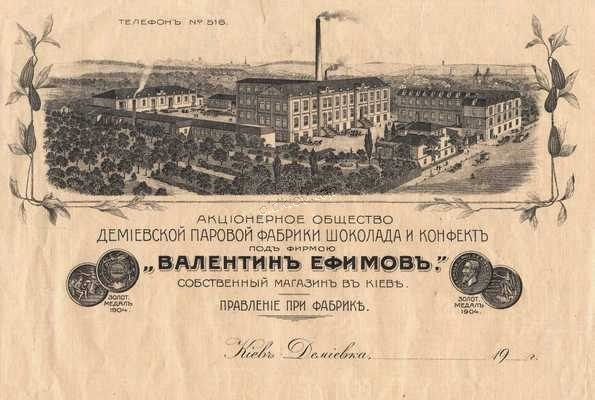 ТЕЛЕФОНЪ № 518.
АКЦІОНЕРНОЕ ОБЩЕСТВО
ДЕМІЕВСКОЙ ПАРОВОЙ ФАБРИКИ ШОКОЛАДА И КОНФЕКТЪ
ПОДЪ ФИРМОЮ
„ВАЛЕНТИНЪ ЕФИМОВЪ."
СОБСТВЕННЫЙ МАГАЗИНЪ ВЪ КІЕВѢ.
ПРАВЛЕНІЕ ПРИ ФАБРИКѢ.
ЗОЛОТ. МЕДАЛЬ 1904.
ЗОЛОТ. МЕДАЛЬ 1904.
Кіевъ-Деміевка, 19 г.